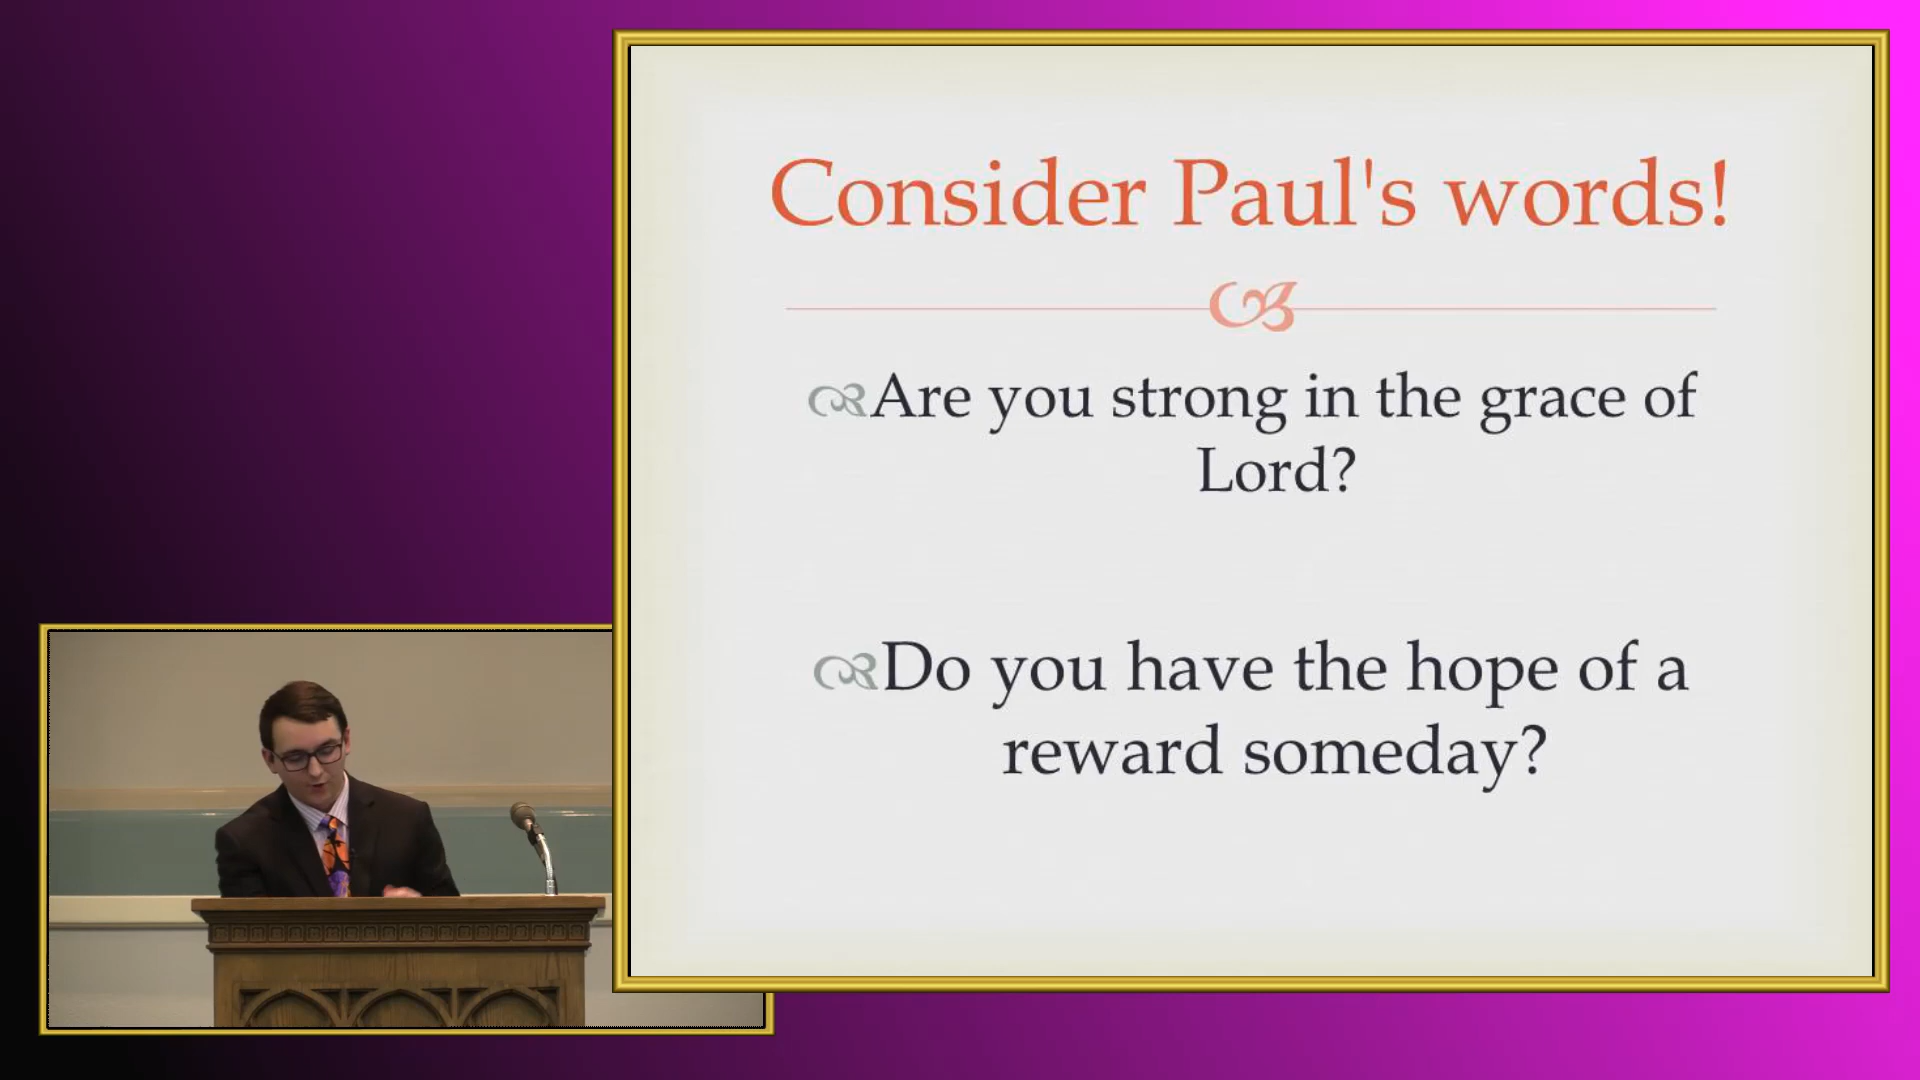 Consider Paul's words!
Are you strong in the grace of
Lord?
Do you have the hope of a
reward someday?